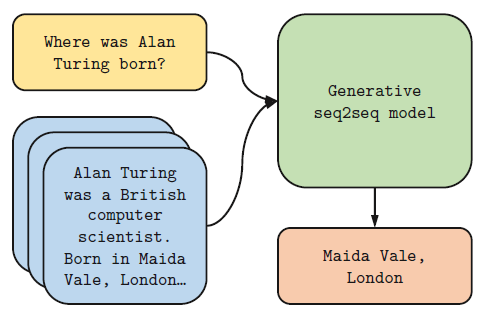 Where was Alan
Turing born?
Generative
seq2seq model
Alan Turing
was a British
computer
scientist.
Born in Maida
Vale, London…
Maida Vale,
London